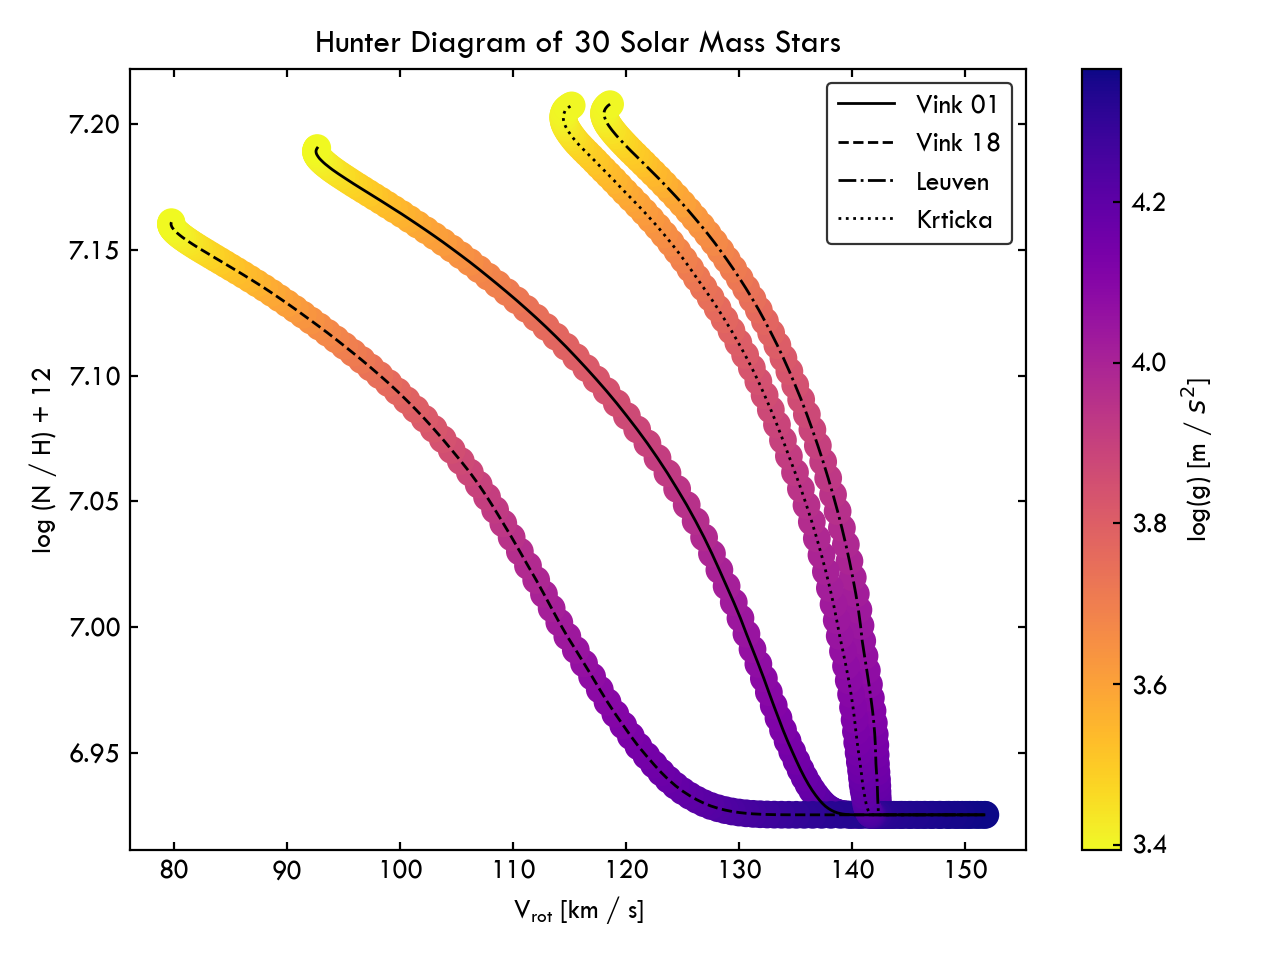 Hunter Diagram of 30 Solar Mass Stars
Vink 01
Vink 18
Leuven
Krticka
7.20
7.15
7.10
7.05
7.00
6.95
log (N / H) + 12
80 90 100 110 120 130 140 150
V_rot [km / s]
4.2
4.0
3.8
3.6
3.4
log(g) [m / s²]